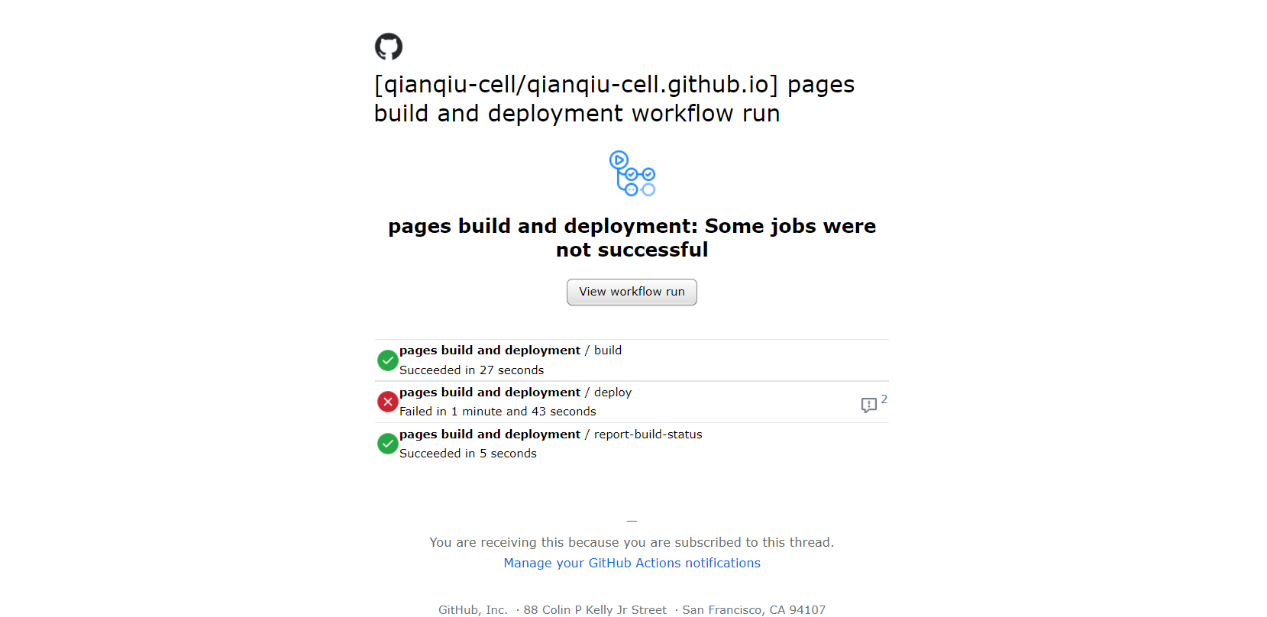 [qianqiu-cell/qianqiu-cell.github.io] pages
build and deployment workflow run
pages build and deployment: Some jobs were
not successful
View workflow run
pages build and deployment / build
Succeeded in 27 seconds
pages build and deployment / deploy
Failed in 1 minute and 43 seconds
2
pages build and deployment / report-build-status
Succeeded in 5 seconds
—
You are receiving this because you are subscribed to this thread.
Manage your GitHub Actions notifications
GitHub, Inc. ・88 Colin P Kelly Jr Street ・San Francisco, CA 94107